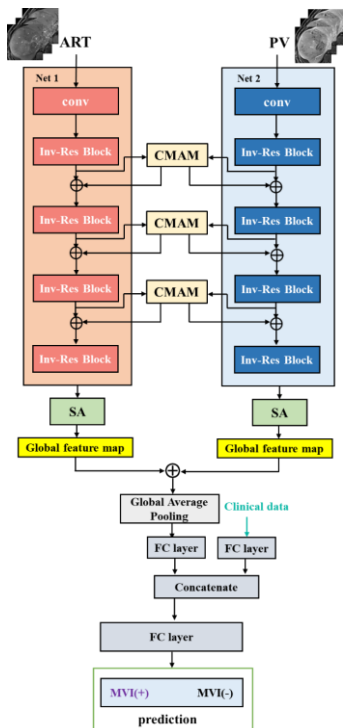 ART PV
Net 1 Net 2
conv conv
Inv-Res Block CMAM Inv-Res Block
Inv-Res Block CMAM Inv-Res Block
Inv-Res Block CMAM Inv-Res Block
Inv-Res Block Inv-Res Block
SA SA
Global feature map Global feature map
Global Average
Pooling
Clinical data
FC layer FC layer
Concatenate
FC layer
MVI(+) MVI(-)
prediction